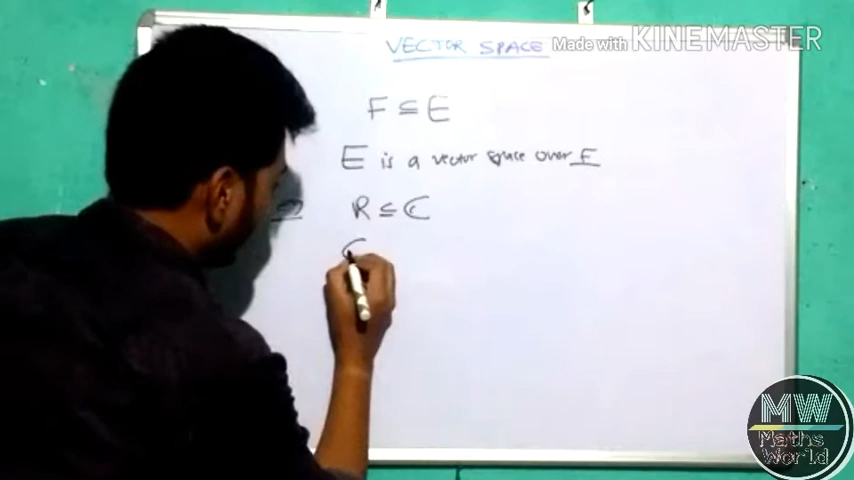 VECTOR SPACE
Made with KINEMASTER
F ⊆ E
E is a vector space over F
R ⊆ ℂ
C
MW
Maths
World